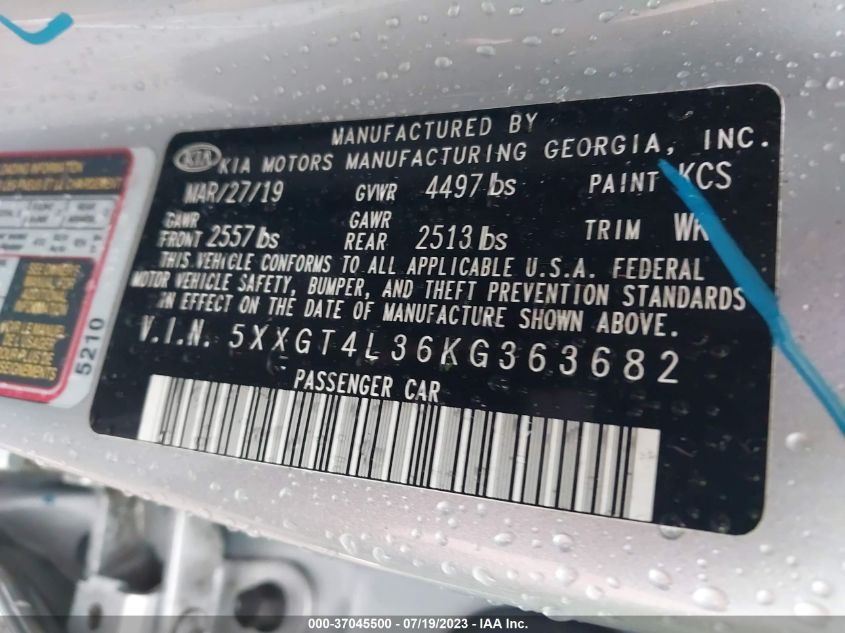 MANUFACTURED BY
KIA KIA MOTORS MANUFACTURING GEORGIA, INC.
MAR/27/19 GVWR 4497 lbs PAINT KCS
GAWR FRONT 2557 lbs GAWR REAR 2513 lbs TRIM WK
THIS VEHICLE CONFORMS TO ALL APPLICABLE U.S.A. FEDERAL
MOTOR VEHICLE SAFETY, BUMPER, AND THEFT PREVENTION STANDARDS
IN EFFECT ON THE DATE OF MANUFACTURE SHOWN ABOVE.
V.I.N. 5XXGT4L36KG363682
PASSENGER CAR
LOADING INFORMATION
5210
000-37045500 - 07/19/2023 - IAA Inc.